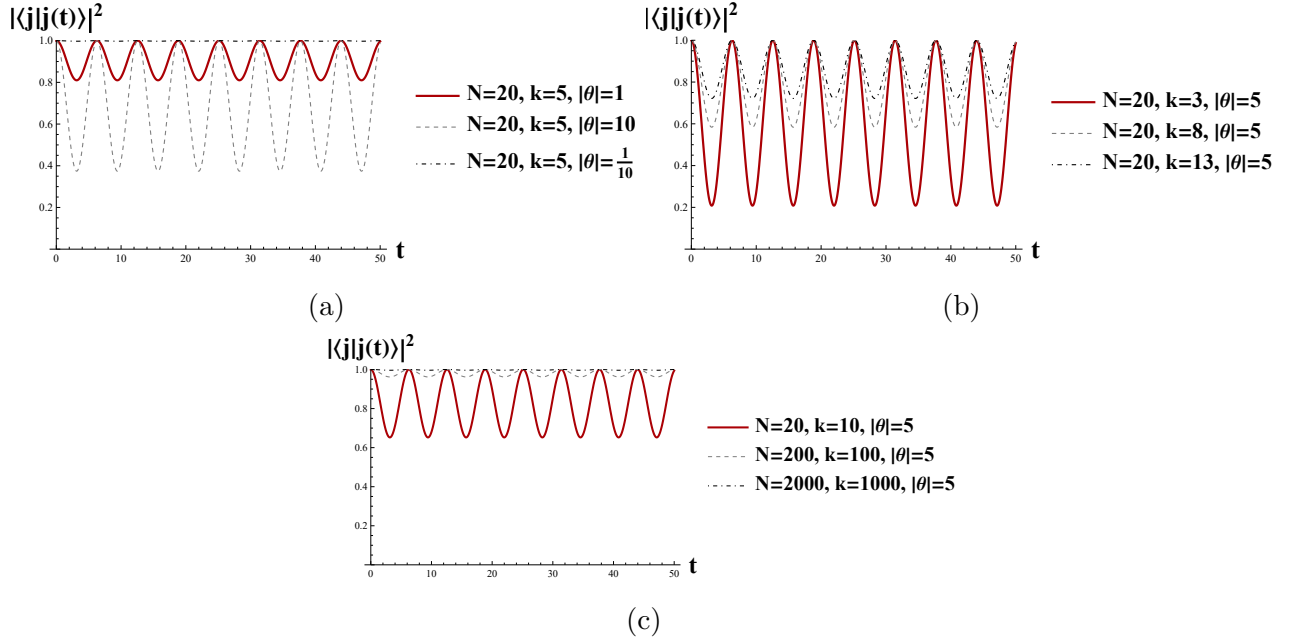 |⟨j|j(t)⟩|²
1.0
0.8
0.6
0.4
0.2
0 10 20 30 40 50
t
N=20, k=5, |θ|=1
N=20, k=5, |θ|=10
N=20, k=5, |θ|=1/10
(a)
|⟨j|j(t)⟩|²
1.0
0.8
0.6
0.4
0.2
0 10 20 30 40 50
t
N=20, k=3, |θ|=5
N=20, k=8, |θ|=5
N=20, k=13, |θ|=5
(b)
|⟨j|j(t)⟩|²
1.0
0.8
0.6
0.4
0.2
0 10 20 30 40 50
t
N=20, k=10, |θ|=5
N=200, k=100, |θ|=5
N=2000, k=1000, |θ|=5
(c)